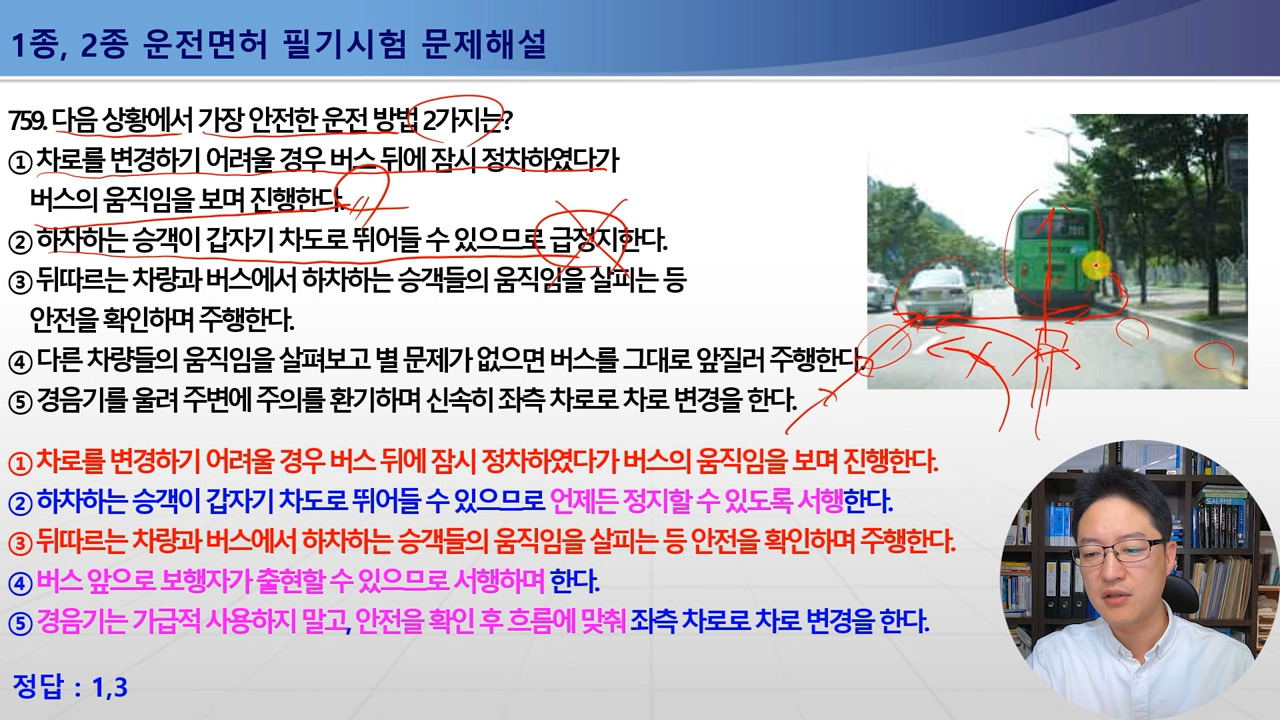 1종, 2종 운전면허 필기시험 문제해설
759. 다음 상황에서 가장 안전한 운전 방법 2가지는?
① 차로를 변경하기 어려울 경우 버스 뒤에 잠시 정차하였다가
버스의 움직임을 보며 진행한다.
② 하차하는 승객이 갑자기 차도로 뛰어들 수 있으므로 급정지한다.
③ 뒤따르는 차량과 버스에서 하차하는 승객들의 움직임을 살피는 등
안전을 확인하며 주행한다.
④ 다른 차량들의 움직임을 살펴보고 별 문제가 없으면 버스를 그대로 앞질러 주행한다.
⑤ 경음기를 울려 주변에 주의를 환기하며 신속히 좌측 차로로 차로 변경을 한다.
① 차로를 변경하기 어려울 경우 버스 뒤에 잠시 정차하였다가 버스의 움직임을 보며 진행한다.
② 하차하는 승객이 갑자기 차도로 뛰어들 수 있으므로 언제든 정지할 수 있도록 서행한다.
③ 뒤따르는 차량과 버스에서 하차하는 승객들의 움직임을 살피는 등 안전을 확인하며 주행한다.
④ 버스 앞으로 보행자가 출현할 수 있으므로 서행하며 한다.
⑤ 경음기는 가급적 사용하지 말고, 안전을 확인 후 흐름에 맞춰 좌측 차로로 차로 변경을 한다.
정답 : 1,3